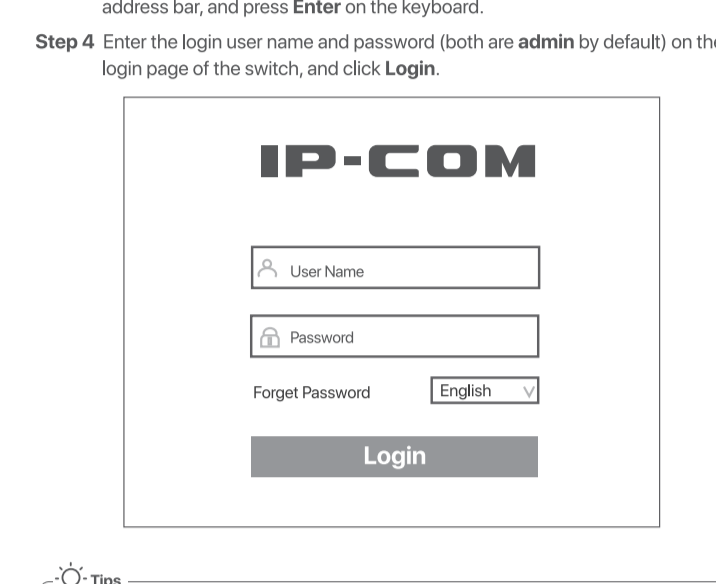 address bar, and press Enter on the keyboard.
Step 4 Enter the login user name and password (both are admin by default) on the
login page of the switch, and click Login.
IP-COM
User Name
Password
Forget Password English
Login
Tips